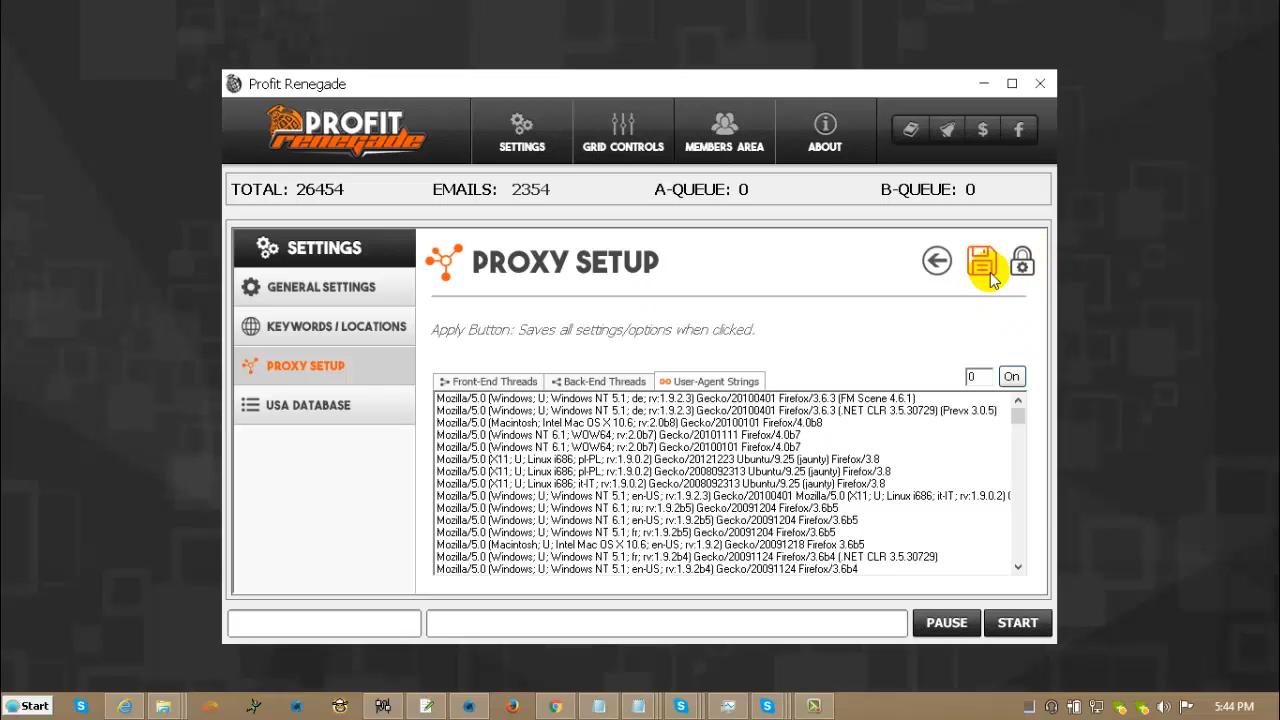 Profit Renegade
PROFIT
renegade
SETTINGS
GRID CONTROLS
MEMBERS AREA
ABOUT
TOTAL: 26454
EMAILS: 2354
A-QUEUE: 0
B-QUEUE: 0
SETTINGS
GENERAL SETTINGS
KEYWORDS / LOCATIONS
PROXY SETUP
USA DATABASE
PROXY SETUP
Apply Button: Saves all settings/options when clicked.
Front-End Threads
Back-End Threads
User-Agent Strings
0
On
Mozilla/5.0 (Windows; U; Windows NT 5.1; de; rv:1.9.2.3) Gecko/20100401 Firefox/3.6.3 (FM Scene 4.6.1)
Mozilla/5.0 (Windows; U; Windows NT 5.1; de; rv:1.9.2.3) Gecko/20100401 Firefox/3.6.3 (.NET CLR 3.5.30729) (Prevx 3.0.5)
Mozilla/5.0 (Macintosh; Intel Mac OS X 10.6; rv:2.0b8) Gecko/20100101 Firefox/4.0b8
Mozilla/5.0 (Windows NT 6.1; WOW64; rv:2.0b7) Gecko/20101111 Firefox/4.0b7
Mozilla/5.0 (Windows NT 6.1; WOW64; rv:2.0b7) Gecko/20100101 Firefox/4.0b7
Mozilla/5.0 (X11; U; Linux i686; pl-PL; rv:1.9.0.2) Gecko/20121223 Ubuntu/9.25 (jaunty) Firefox/3.8
Mozilla/5.0 (X11; U; Linux i686; pl-PL; rv:1.9.0.2) Gecko/2008092313 Ubuntu/9.25 (jaunty) Firefox/3.8
Mozilla/5.0 (X11; U; Linux i686; it-IT; rv:1.9.0.2) Gecko/2008092313 Ubuntu/9.25 (jaunty) Firefox/3.8
Mozilla/5.0 (Windows; U; Windows NT 5.1; en-US; rv:1.9.2.3) Gecko/20100401 Mozilla/5.0 (X11; U; Linux i686; it-IT; rv:1.9.0.2) (
Mozilla/5.0 (Windows; U; Windows NT 6.1; ru; rv:1.9.2b5) Gecko/20091204 Firefox/3.6b5
Mozilla/5.0 (Windows; U; Windows NT 6.1; en-US; rv:1.9.2b5) Gecko/20091204 Firefox/3.6b5
Mozilla/5.0 (Windows; U; Windows NT 5.1; fr; rv:1.9.2b5) Gecko/20091204 Firefox/3.6b5
Mozilla/5.0 (Macintosh; U; Intel Mac OS X 10.6; en-US; rv:1.9.2) Gecko/20091218 Firefox 3.6b5
Mozilla/5.0 (Windows; U; Windows NT 5.1; fr; rv:1.9.2b4) Gecko/20091124 Firefox/3.6b4 (.NET CLR 3.5.30729)
Mozilla/5.0 (Windows; U; Windows NT 5.1; en-US; rv:1.9.2b4) Gecko/20091124 Firefox/3.6b4
PAUSE
START
Start
5:44 PM